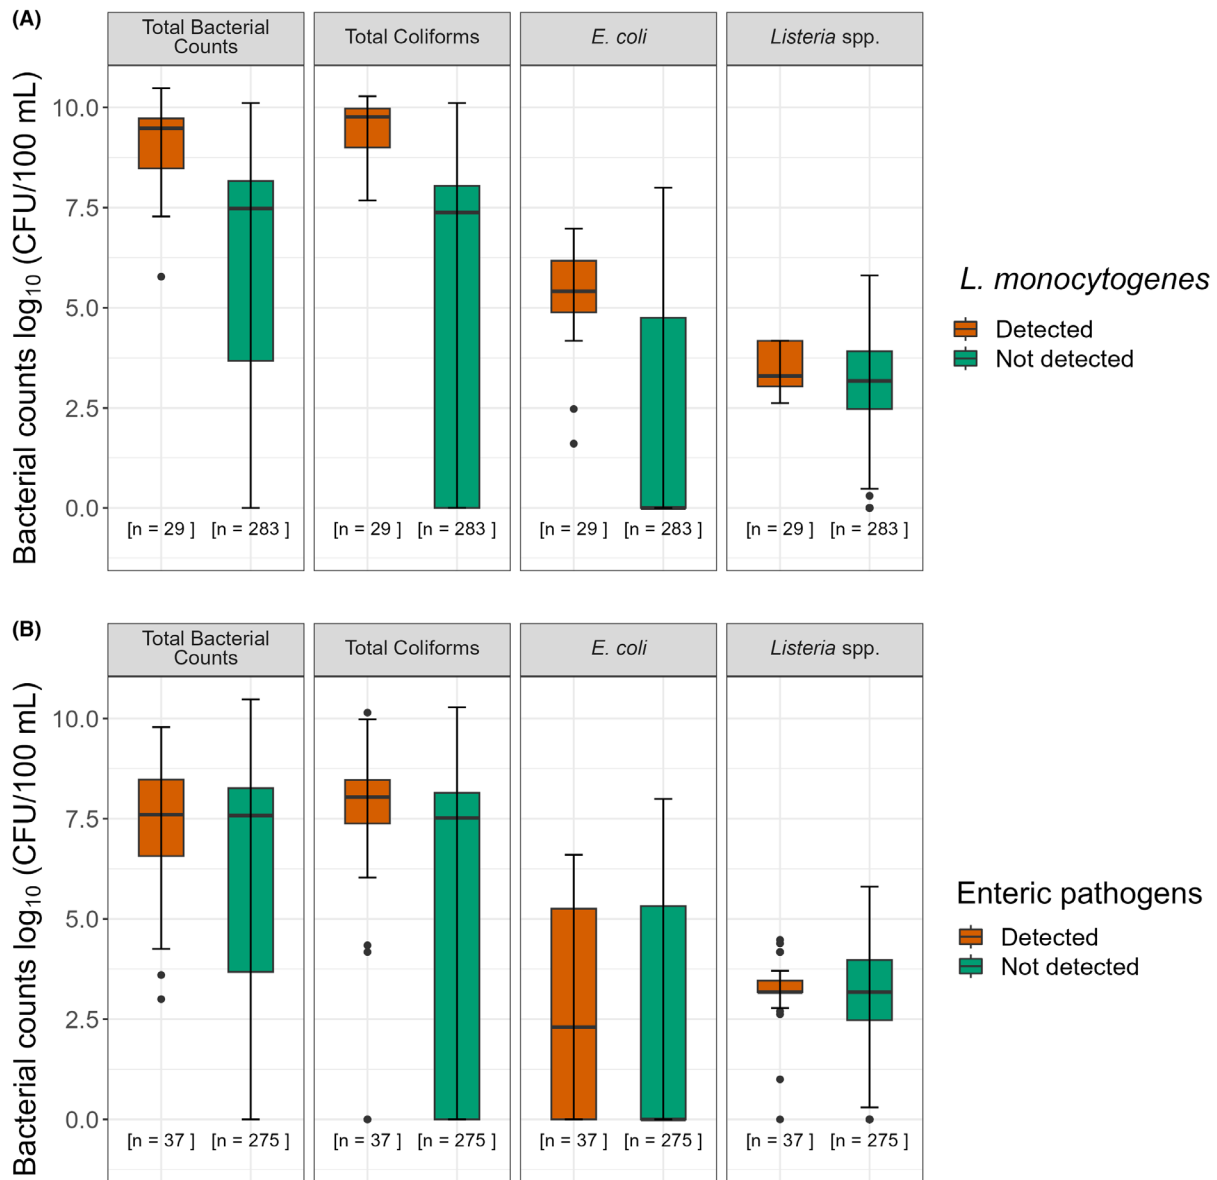 (A)
Total Bacterial
Counts
Total Coliforms
E. coli
Listeria spp.
Bacterial counts log10 (CFU/100 mL)
10.0
7.5
5.0
2.5
0.0
[n = 29 ]
[n = 283 ]
[n = 29 ]
[n = 283 ]
[n = 29 ]
[n = 283 ]
[n = 29 ]
[n = 283 ]
L. monocytogenes
Detected
Not detected
(B)
Total Bacterial
Counts
Total Coliforms
E. coli
Listeria spp.
Bacterial counts log10 (CFU/100 mL)
10.0
7.5
5.0
2.5
0.0
[n = 37 ]
[n = 275 ]
[n = 37 ]
[n = 275 ]
[n = 37 ]
[n = 275 ]
[n = 37 ]
[n = 275 ]
Enteric pathogens
Detected
Not detected